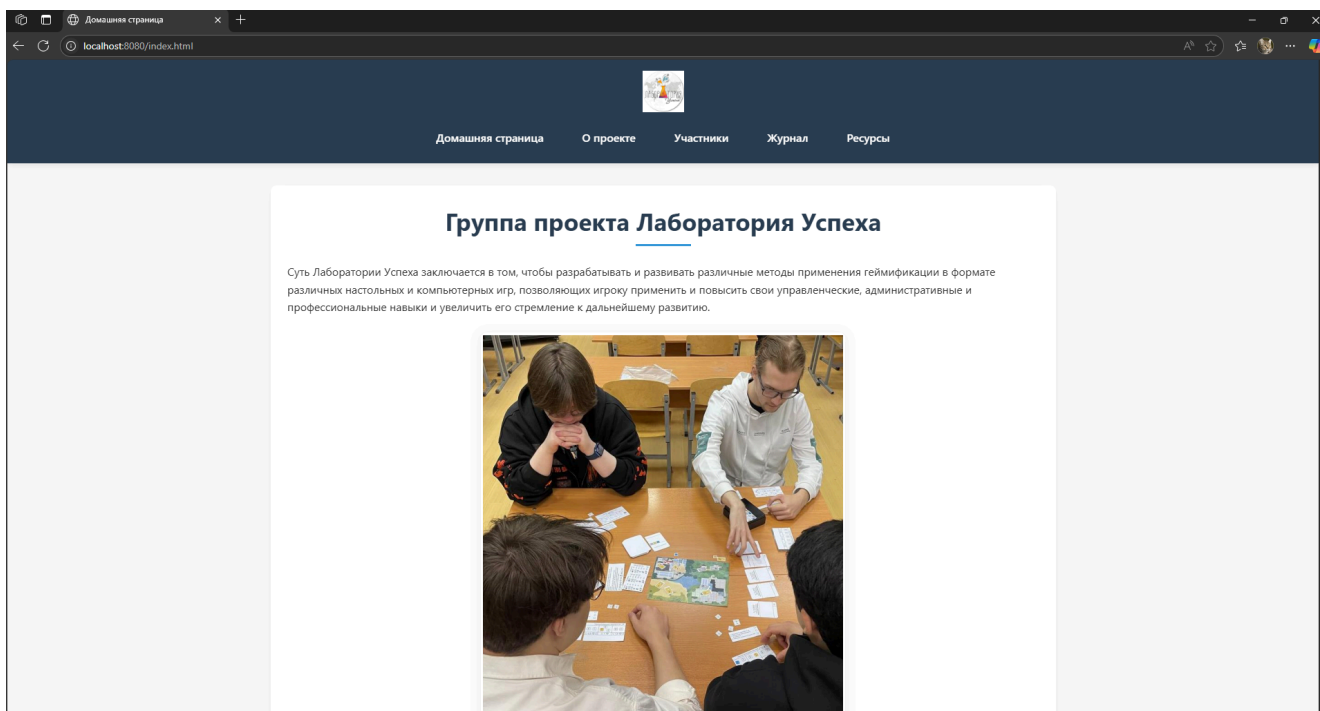 Домашняя страница
localhost:8080/index.html
Домашняя страница О проекте Участники Журнал Ресурсы
Группа проекта Лаборатория Успеха
Суть Лаборатории Успеха заключается в том, чтобы разрабатывать и развивать различные методы применения геймификации в формате
различных настольных и компьютерных игр, позволяющих игроку применить и повысить свои управленческие, административные и
профессиональные навыки и увеличить его стремление к дальнейшему развитию.